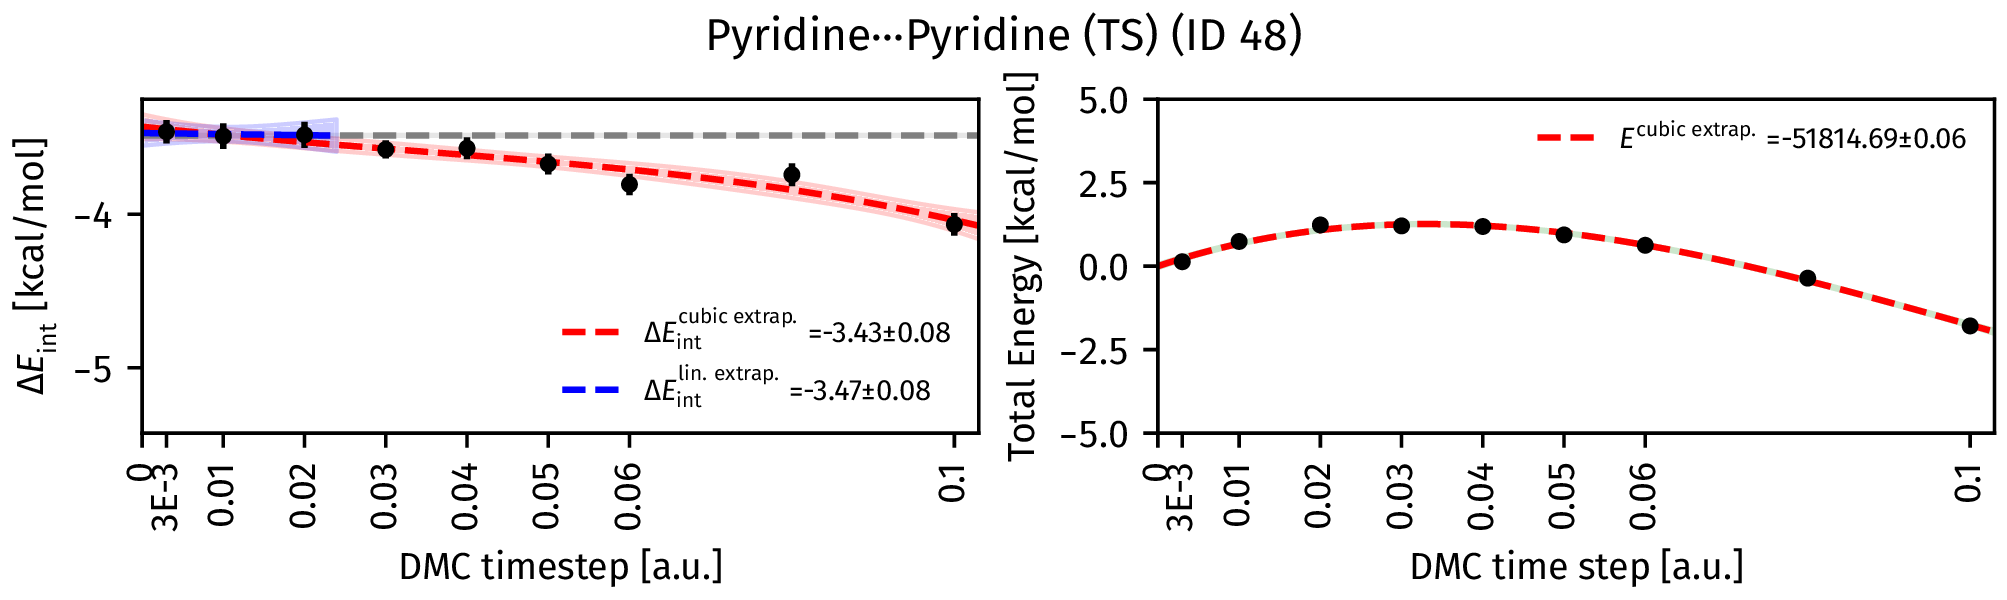 Pyridine···Pyridine (TS) (ID 48)
ΔE_int [kcal/mol]
−4
−5
ΔE_int^cubic extrap. =-3.43±0.08
ΔE_int^lin. extrap. =-3.47±0.08
0
3E-3
0.01
0.02
0.03
0.04
0.05
0.06
0.1
DMC timestep [a.u.]
Total Energy [kcal/mol]
5.0
2.5
0.0
−2.5
−5.0
E^cubic extrap. =-51814.69±0.06
0
3E-3
0.01
0.02
0.03
0.04
0.05
0.06
0.1
DMC time step [a.u.]